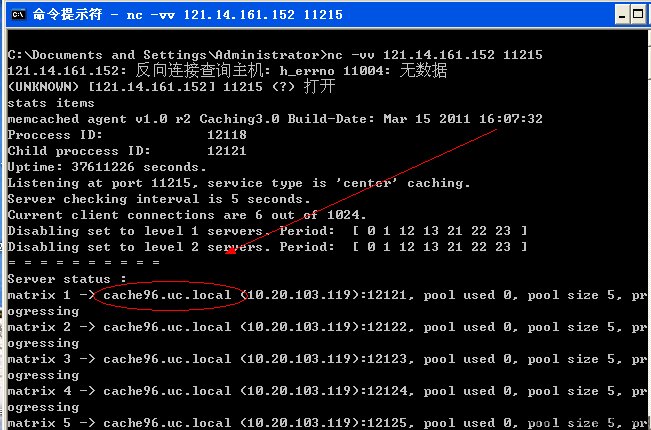 命令提示符 - nc -vv 121.14.161.152 11215
C:\Documents and Settings\Administrator>nc -vv 121.14.161.152 11215
121.14.161.152: 反向连接查询主机: h_errno 11004: 无数据
(UNKNOWN) [121.14.161.152] 11215 (?) 打开
stats items
memcached agent v1.0 r2 Caching3.0 Build-Date: Mar 15 2011 16:07:32
Proccess ID: 12118
Child proccess ID: 12121
Uptime: 37611226 seconds.
Listening at port 11215, service type is 'center' caching.
Server checking interval is 5 seconds.
Current client connections are 6 out of 1024.
Disabling set to level 1 servers. Period: [ 0 1 12 13 21 22 23 ]
Disabling set to level 2 servers. Period: [ 0 1 12 13 21 22 23 ]
= = = = = = = = = =
Server status :
matrix 1 -> cache96.uc.local (10.20.103.119):12121, pool used 0, pool size 5, pr
ogressing
matrix 2 -> cache96.uc.local (10.20.103.119):12122, pool used 0, pool size 5, pr
ogressing
matrix 3 -> cache96.uc.local (10.20.103.119):12123, pool used 0, pool size 5, pr
ogressing
matrix 4 -> cache96.uc.local (10.20.103.119):12124, pool used 0, pool size 5, pr
ogressing
matrix 5 -> cache96.uc.local (10.20.103.119):12125, pool used 0, pool size 5, pr